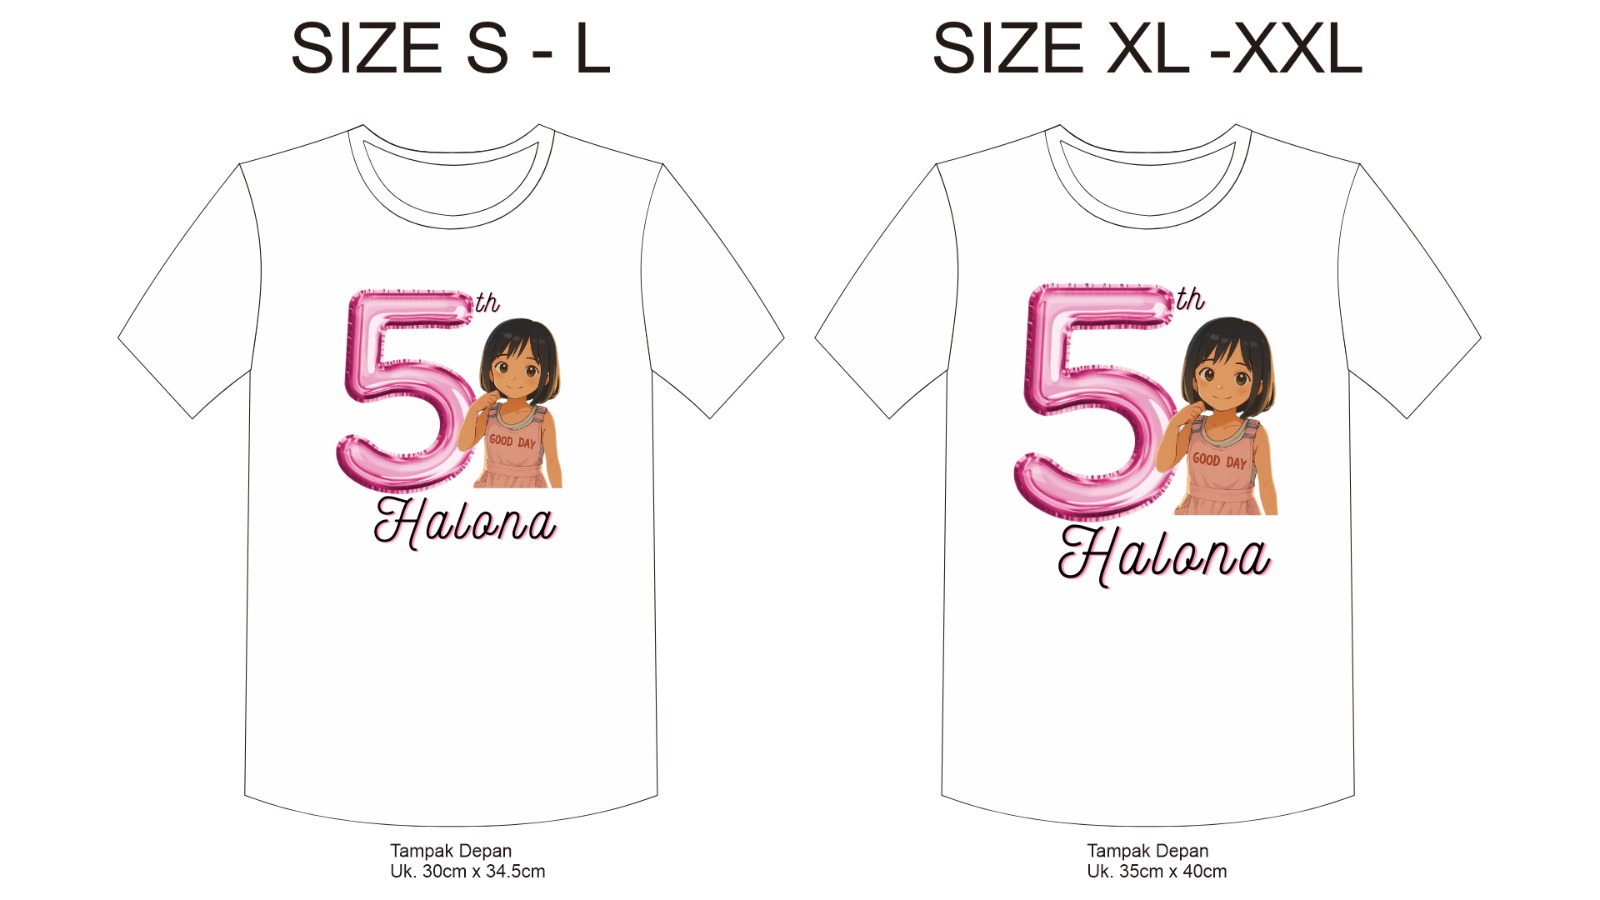 SIZE S - L
5th
GOOD DAY
Halona
Tampak Depan
Uk. 30cm x 34.5cm
SIZE XL -XXL
5th
GOOD DAY
Halona
Tampak Depan
Uk. 35cm x 40cm